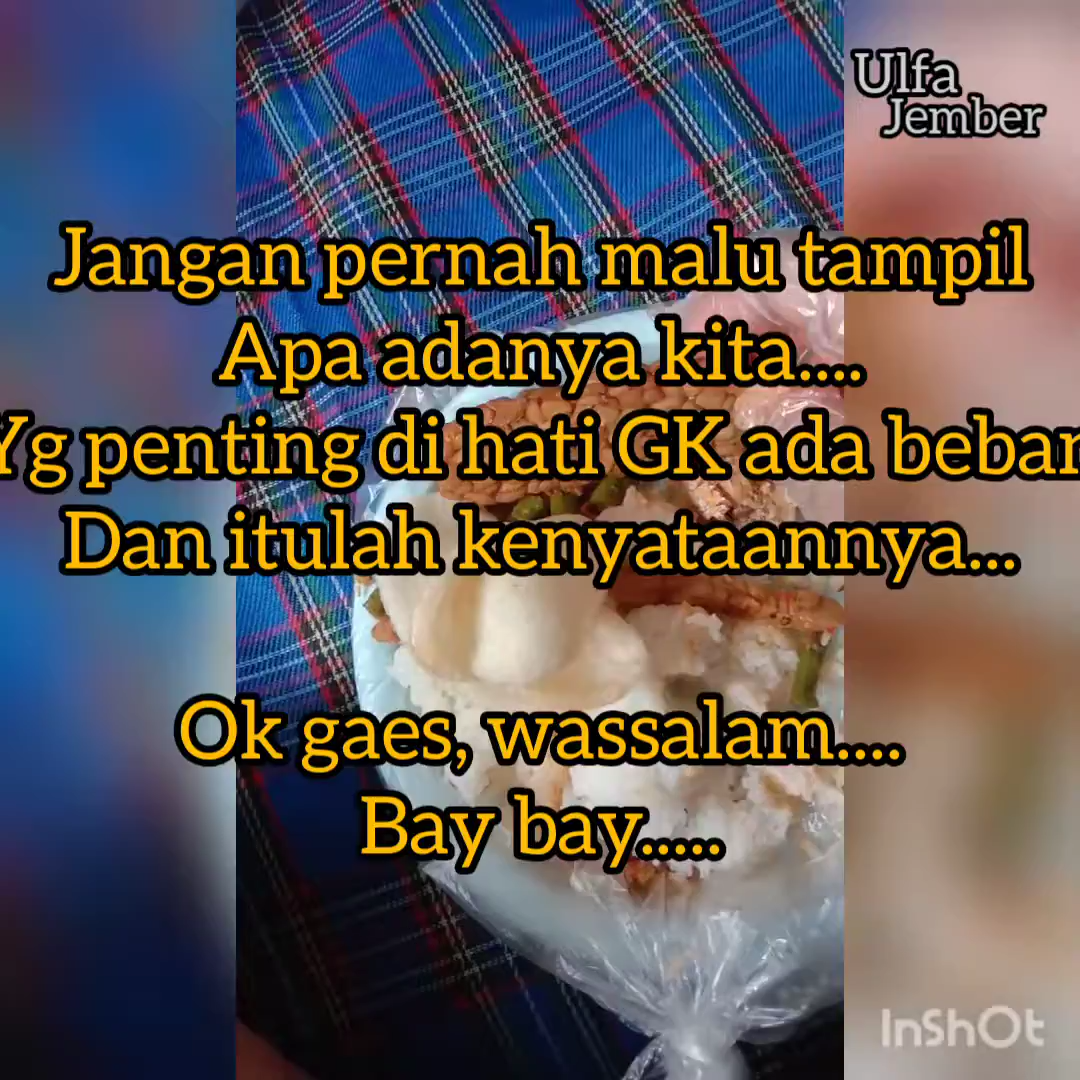 Ulfa
Jember
Jangan pernah malu tampil
Apa adanya kita....
Yg penting di hati GK ada beban
Dan itulah kenyataannya...
Ok gaes, wassalam....
Bay bay.....
InShOt